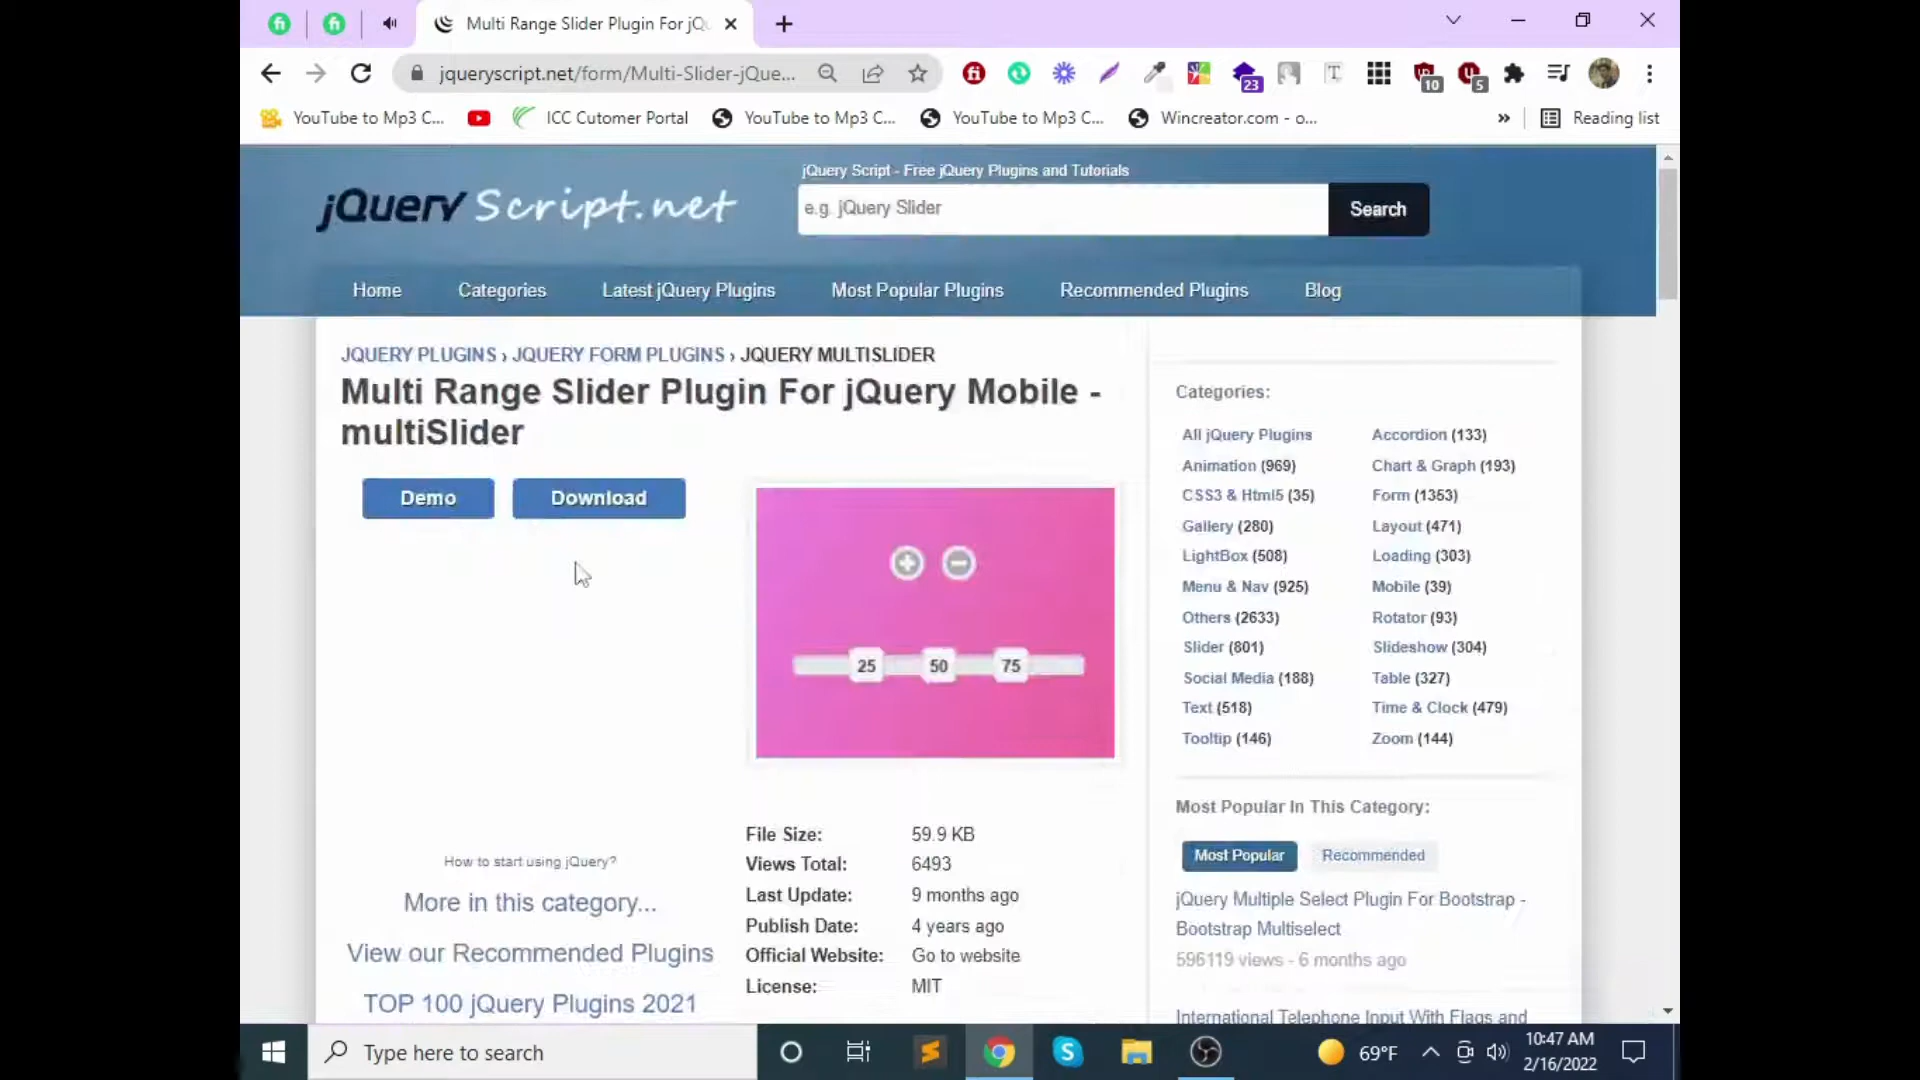 Multi Range Slider Plugin For jQu
jqueryscript.net/form/Multi-Slider-jQue...
23
T
10
5
YouTube to Mp3 C...
ICC Cutomer Portal
YouTube to Mp3 C...
YouTube to Mp3 C...
Wincreator.com - o...
»
Reading list
jQuery Script.net
jQuery Script - Free jQuery Plugins and Tutorials
e.g. jQuery Slider
Search
Home
Categories
Latest jQuery Plugins
Most Popular Plugins
Recommended Plugins
Blog
JQUERY PLUGINS › JQUERY FORM PLUGINS › JQUERY MULTISLIDER
Multi Range Slider Plugin For jQuery Mobile -
multiSlider
Demo
Download
25
50
75
How to start using jQuery?
More in this category...
View our Recommended Plugins
TOP 100 jQuery Plugins 2021
File Size: 59.9 KB
Views Total: 6493
Last Update: 9 months ago
Publish Date: 4 years ago
Official Website: Go to website
License: MIT
Categories:
All jQuery Plugins
Accordion (133)
Animation (969)
Chart & Graph (193)
CSS3 & Html5 (35)
Form (1353)
Gallery (280)
Layout (471)
LightBox (508)
Loading (303)
Menu & Nav (925)
Mobile (39)
Others (2633)
Rotator (93)
Slider (801)
Slideshow (304)
Social Media (188)
Table (327)
Text (518)
Time & Clock (479)
Tooltip (146)
Zoom (144)
Most Popular In This Category:
Most Popular
Recommended
jQuery Multiple Select Plugin For Bootstrap -
Bootstrap Multiselect
596119 views - 6 months ago
International Telephone Input With Flags and
Type here to search
69°F
10:47 AM
2/16/2022